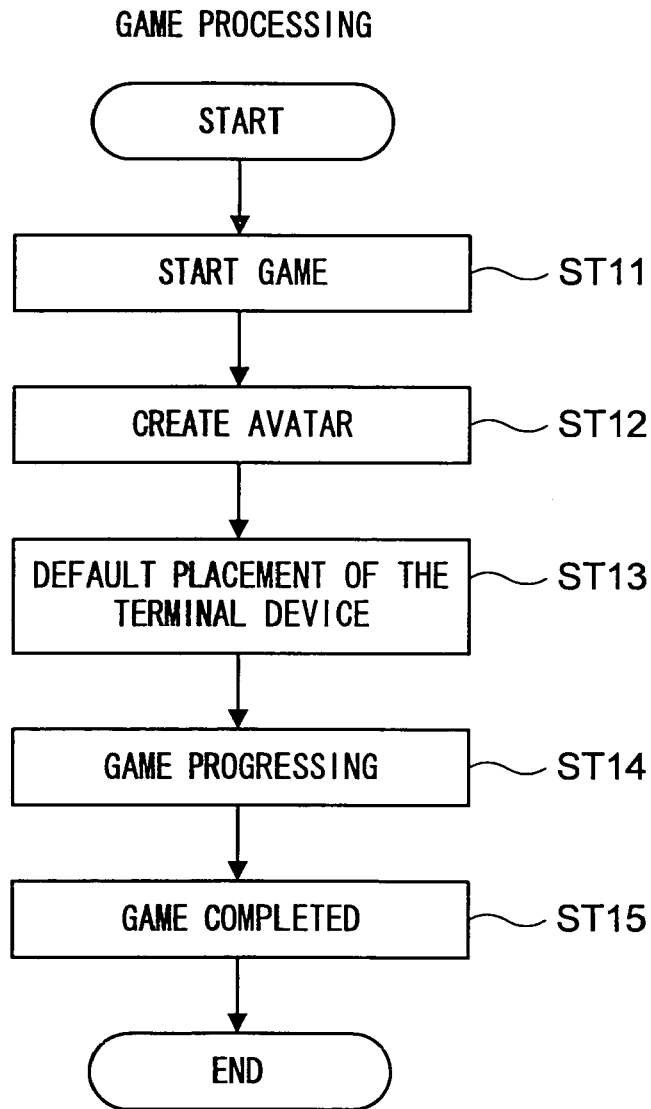 GAME PROCESSING
START
START GAME
ST11
CREATE AVATAR
ST12
DEFAULT PLACEMENT OF THE
TERMINAL DEVICE
ST13
GAME PROGRESSING
ST14
GAME COMPLETED
ST15
END